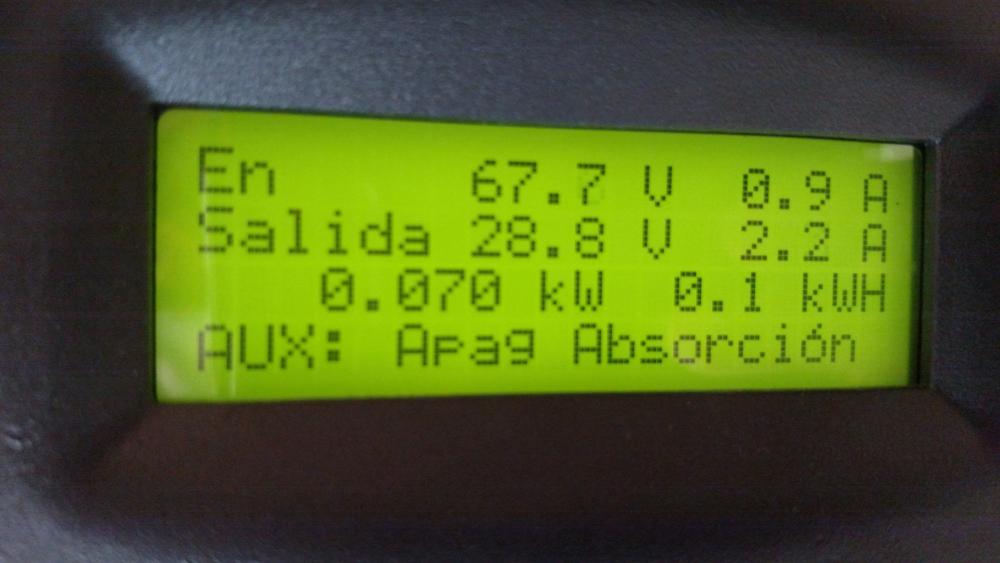 En 67.7 V 0.9 A
Salida 28.8 V 2.2 A
0.070 kW 0.1 kWH
AUX: Apag Absorción